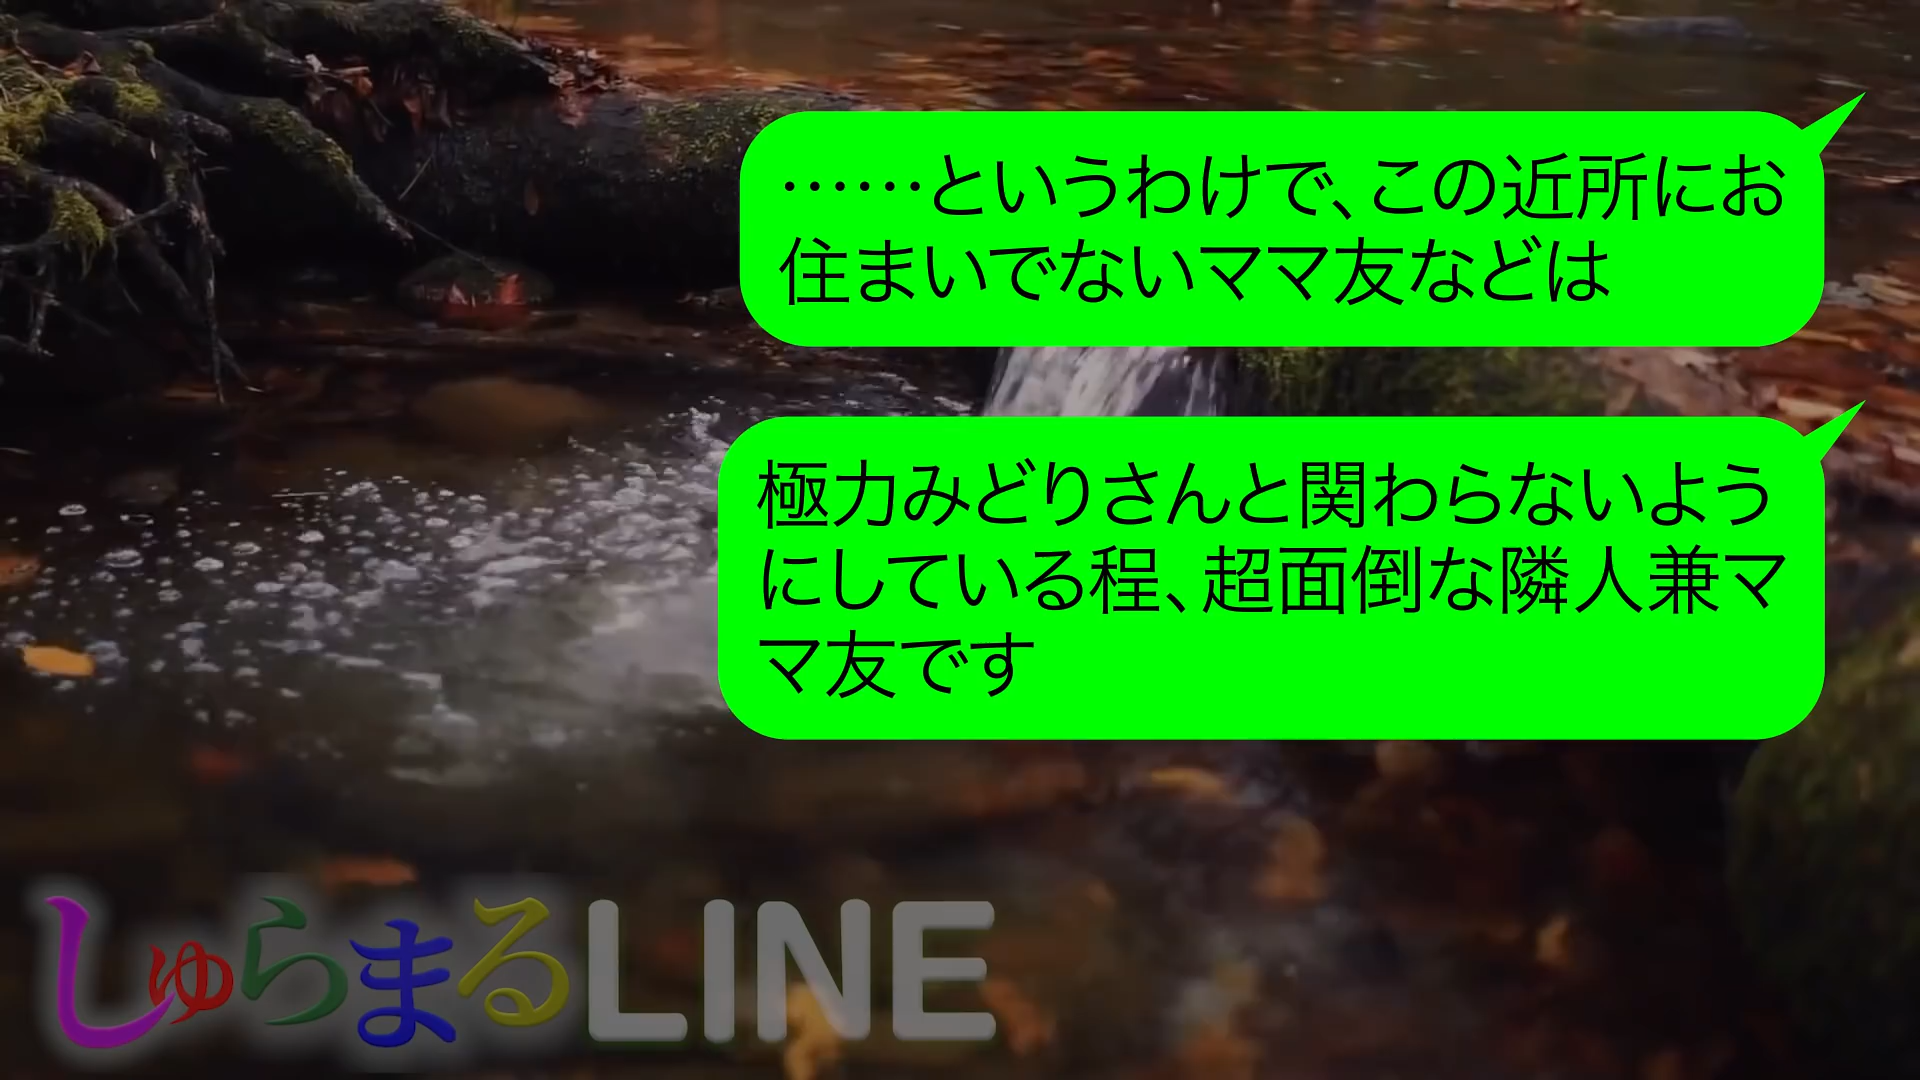 ……というわけで、この近所にお
住まいでないママ友などは
極力みどりさんと関わらないよう
にしている程、超面倒な隣人兼マ
マ友です
しゅらまるLINE